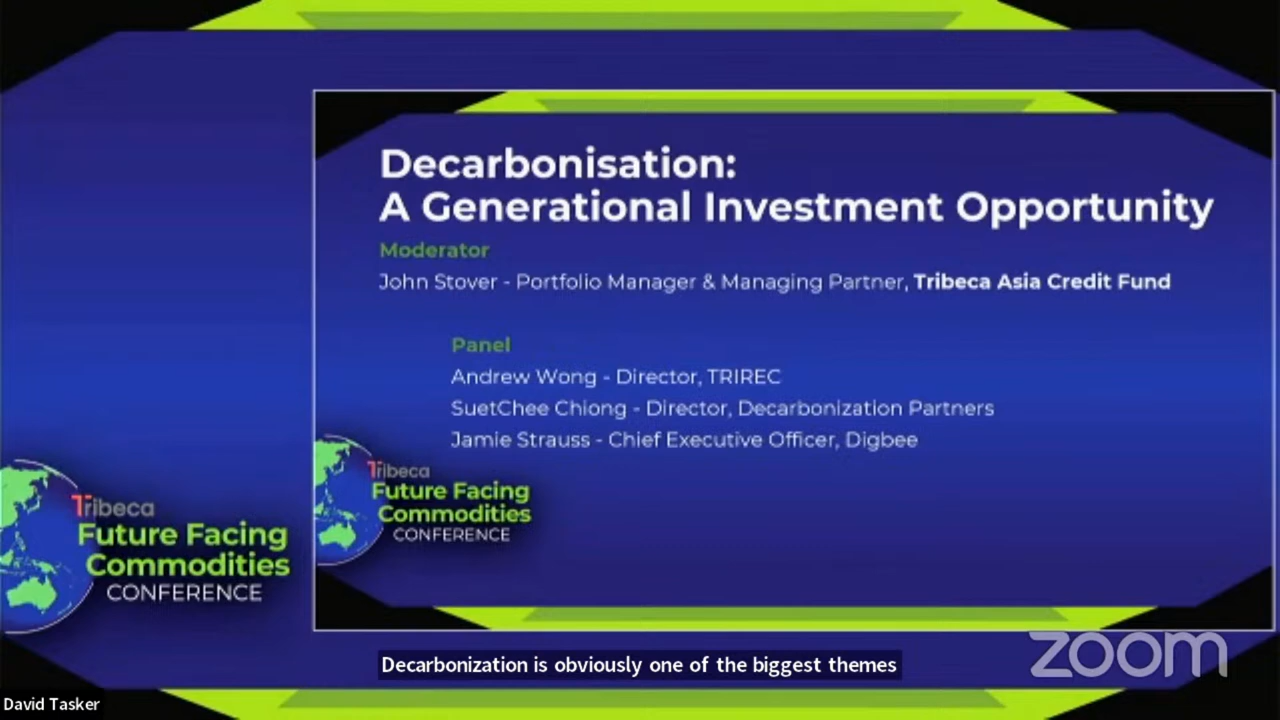 Decarbonisation:
A Generational Investment Opportunity
Moderator
John Stover - Portfolio Manager & Managing Partner, Tribeca Asia Credit Fund
Panel
Andrew Wong - Director, TRIREC
SuetChee Chiong - Director, Decarbonization Partners
Jamie Strauss - Chief Executive Officer, Digbee
Tribeca
Future Facing
Commodities
CONFERENCE
Tribeca
Future Facing
Commodities
CONFERENCE
zoom
Decarbonization is obviously one of the biggest themes
David Tasker